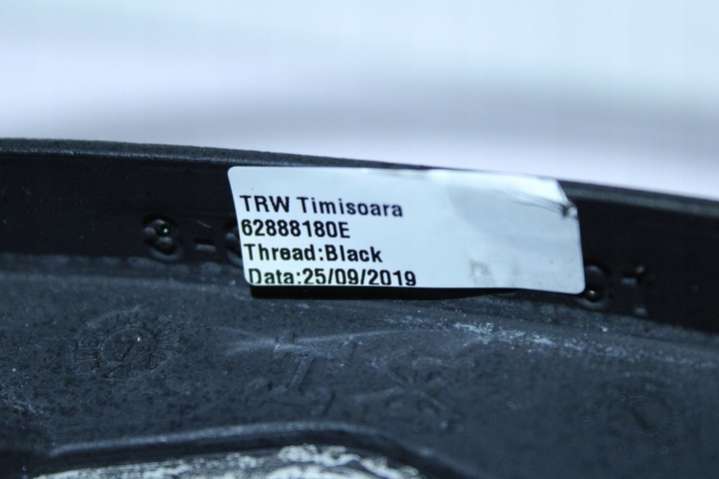 TRW Timisoara
62888180E
Thread:Black
Data:25/09/2019